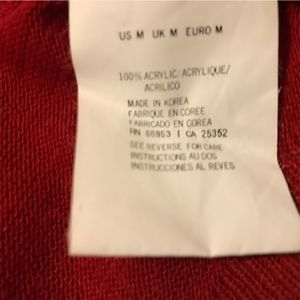 US M UK M EURO M
100% ACRYLIC/ACRYLIQUE/
ACRILICO
MADE IN KOREA
FABRIQUE EN COREE
FABRICADO EN COREA
RN 65953 I CA 25352
SEE REVERSE FOR CARE
INSTRUCTIONS AU DOS
INSTRUCCIONES AL REVES